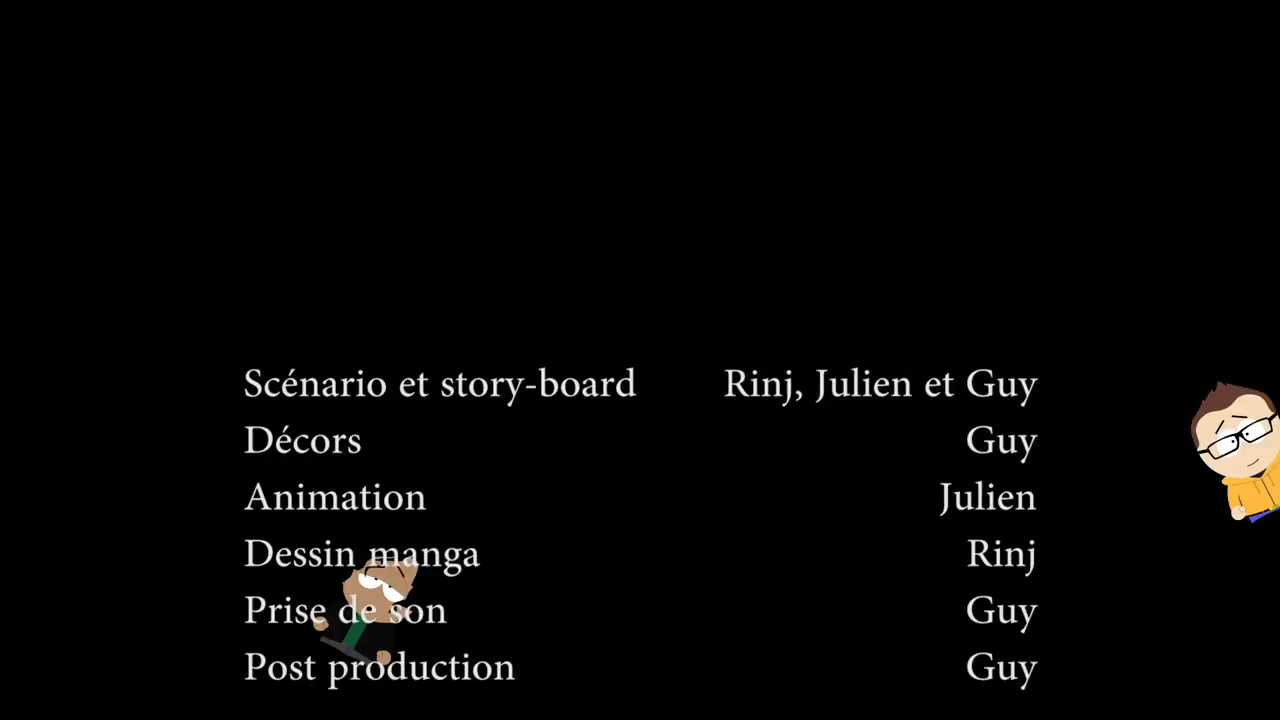 Scénario et story-board Rinj, Julien et Guy
Décors Guy
Animation Julien
Dessin manga Rinj
Prise de son Guy
Post production Guy